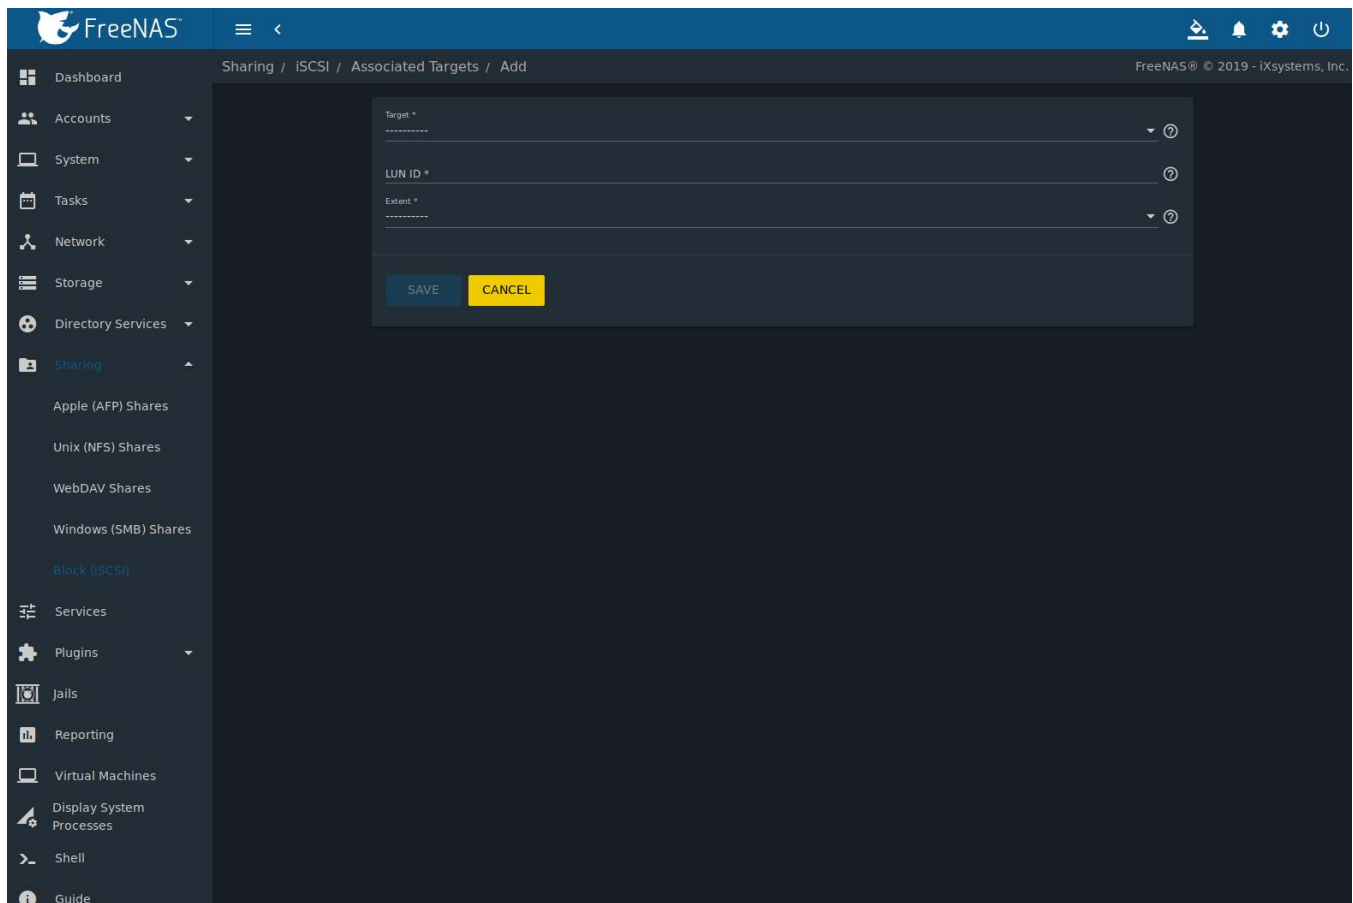 FreeNAS™
Sharing / iSCSI / Associated Targets / Add
FreeNAS® © 2019 - iXsystems, Inc.
Dashboard
Accounts
System
Tasks
Network
Storage
Directory Services
Sharing
Apple (AFP) Shares
Unix (NFS) Shares
WebDAV Shares
Windows (SMB) Shares
Block (iSCSI)
Services
Plugins
Jails
Reporting
Virtual Machines
Display System
Processes
Shell
Guide
Target *
----------
LUN ID *
Extent *
----------
SAVE CANCEL